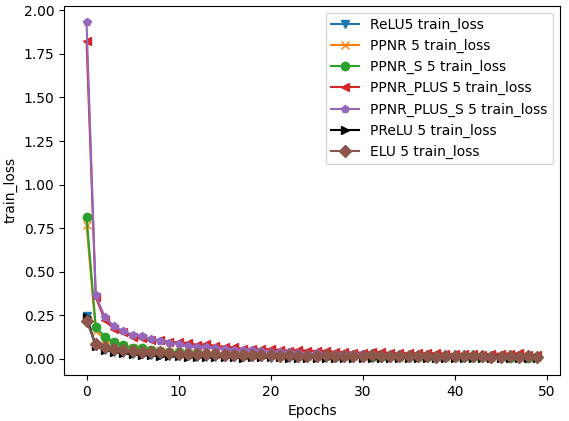 2.00
1.75
1.50
1.25
1.00
0.75
0.50
0.25
0.00
train_loss
ReLU5 train_loss
PPNR 5 train_loss
PPNR_S 5 train_loss
PPNR_PLUS 5 train_loss
PPNR_PLUS_S 5 train_loss
PReLU 5 train_loss
ELU 5 train_loss
0 10 20 30 40 50
Epochs